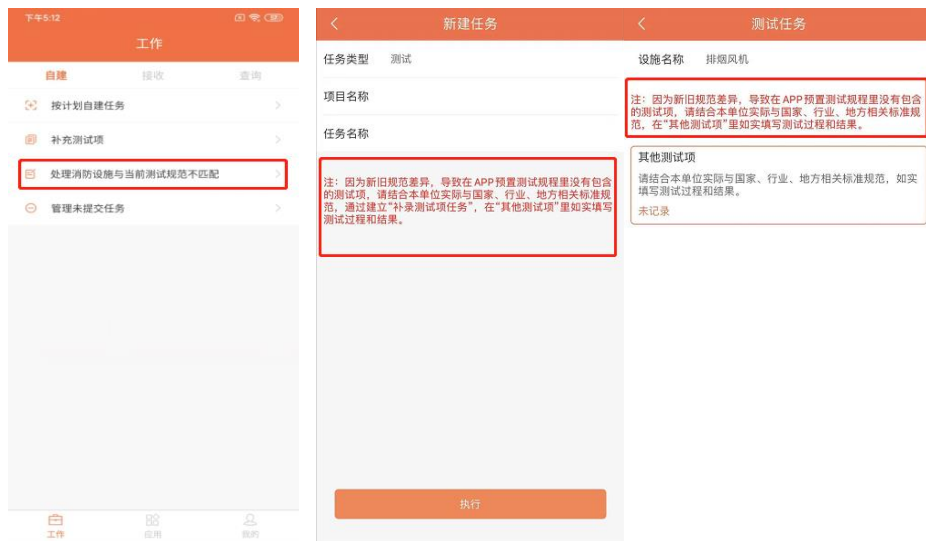 下午5:12
工作
自建
接收
查询
按计划自建任务
补充测试项
处理消防设施与当前测试规范不匹配
管理未提交任务
工作
应用
我的
新建任务
任务类型 测试
项目名称
任务名称
注：因为新旧规范差异，导致在APP预置测试规程里没有包含
的测试项，请结合本单位实际与国家、行业、地方相关标准规
范，通过建立“补录测试项任务”，在“其他测试项”里如实填写
测试过程和结果。
执行
测试任务
设施名称 排烟风机
注：因为新旧规范差异，导致在APP预置测试规程里没有包含
的测试项，请结合本单位实际与国家、行业、地方相关标准规
范，在“其他测试项”里如实填写测试过程和结果。
其他测试项
请结合本单位实际与国家、行业、地方相关标准规范，如实
填写测试过程和结果。
未记录